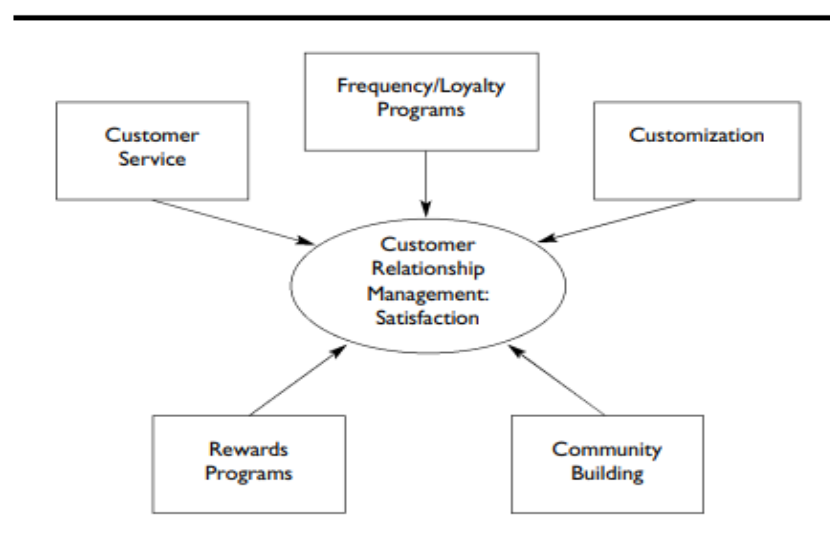 Frequency/Loyalty
Programs
Customer
Service
Customization
Customer
Relationship
Management:
Satisfaction
Rewards
Programs
Community
Building